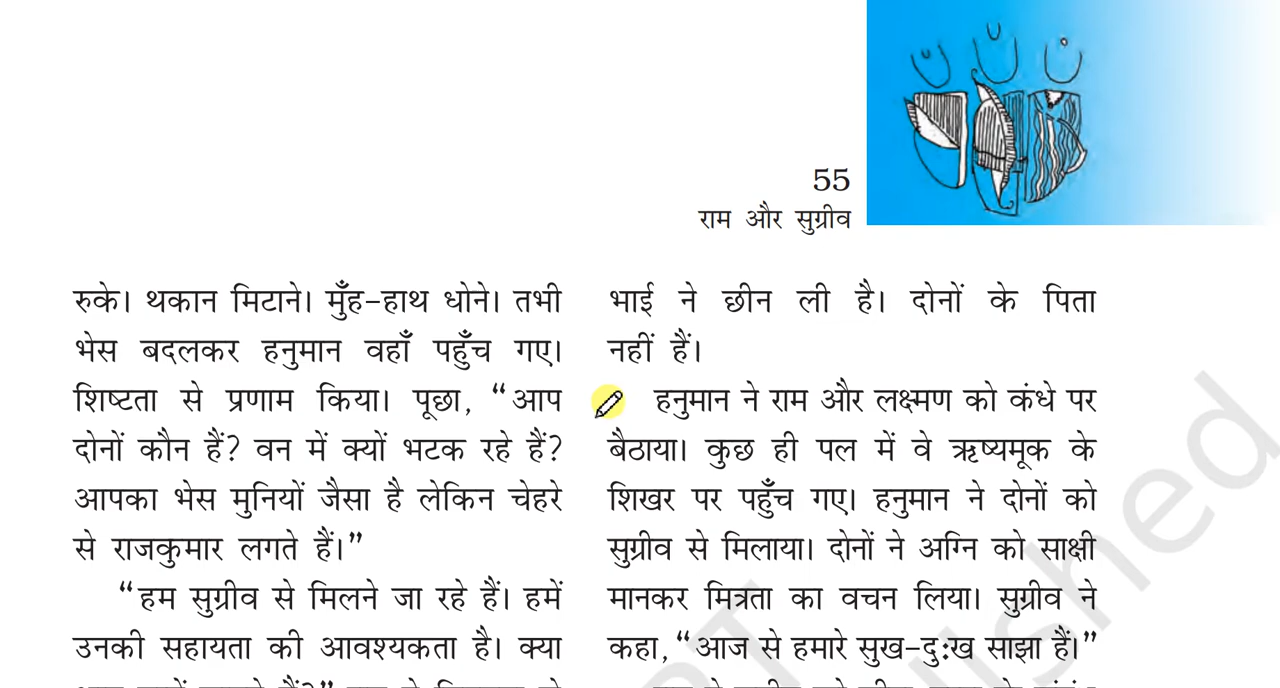 55
राम और सुग्रीव
रुके। थकान मिटाने। मुँह-हाथ धोने। तभी
भेस बदलकर हनुमान वहाँ पहुँच गए।
शिष्टता से प्रणाम किया। पूछा, “आप
दोनों कौन हैं? वन में क्यों भटक रहे हैं?
आपका भेस मुनियों जैसा है लेकिन चेहरे
से राजकुमार लगते हैं।”
“हम सुग्रीव से मिलने जा रहे हैं। हमें
उनकी सहायता की आवश्यकता है। क्या
भाई ने छीन ली है। दोनों के पिता
नहीं हैं।
हनुमान ने राम और लक्ष्मण को कंधे पर
बैठाया। कुछ ही पल में वे ऋष्यमूक के
शिखर पर पहुँच गए। हनुमान ने दोनों को
सुग्रीव से मिलाया। दोनों ने अग्नि को साक्षी
मानकर मित्रता का वचन लिया। सुग्रीव ने
कहा, “आज से हमारे सुख-दुःख साझा हैं।”